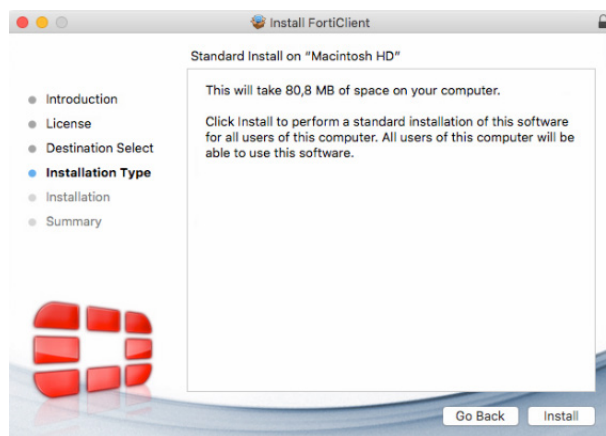 Install FortiClient
Standard Install on "Macintosh HD"
Introduction
License
Destination Select
Installation Type
Installation
Summary
This will take 80,8 MB of space on your computer.
Click Install to perform a standard installation of this software
for all users of this computer. All users of this computer will be
able to use this software.
Go Back
Install